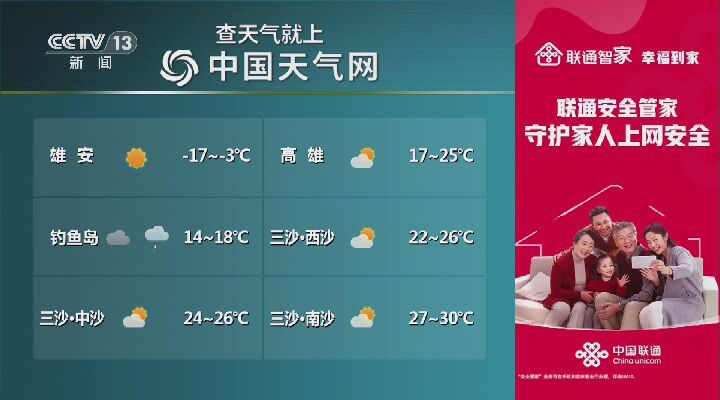 CCTV 13
新闻
查天气就上
中国天气网
雄安 -17~-3℃
高雄 17~25℃
钓鱼岛 14~18℃
三沙·西沙 22~26℃
三沙·中沙 24~26℃
三沙·南沙 27~30℃
联通智家 幸福到家
联通安全管家
守护家人上网安全
中国联通
China unicom